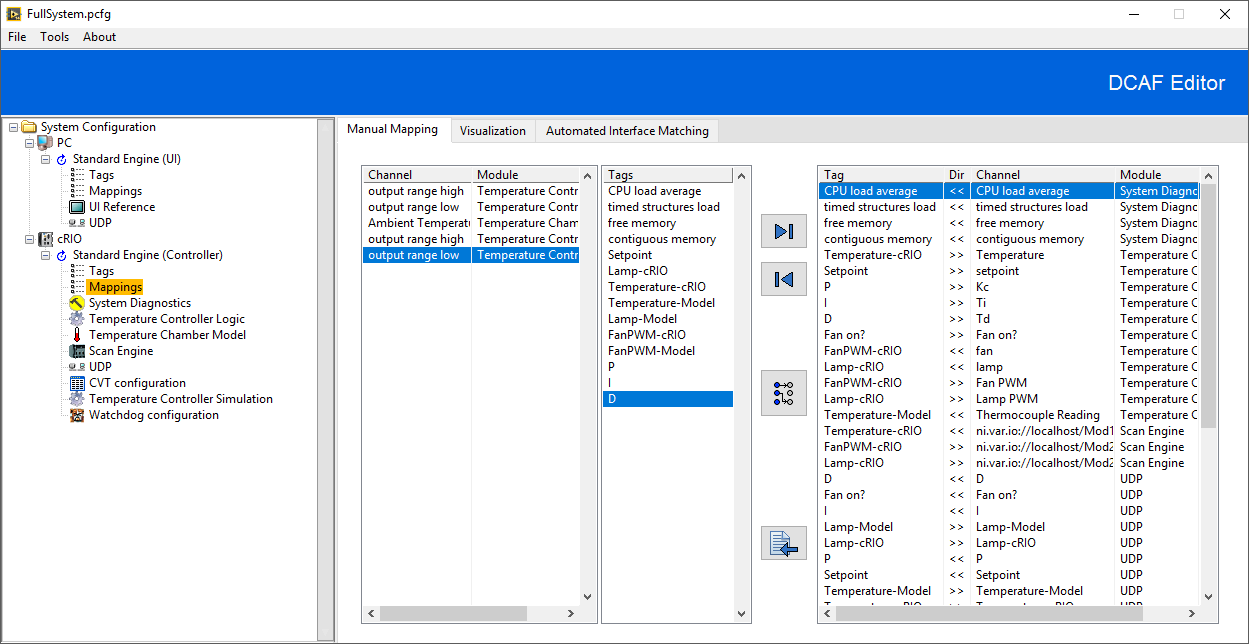 FullSystem.pcfg
File Tools About
DCAF Editor
System Configuration
PC
Standard Engine (UI)
Tags
Mappings
UI Reference
UDP
cRIO
Standard Engine (Controller)
Tags
Mappings
System Diagnostics
Temperature Controller Logic
Temperature Chamber Model
Scan Engine
UDP
CVT configuration
Temperature Controller Simulation
Watchdog configuration
Manual Mapping Visualization Automated Interface Matching
Channel Module
output range high Temperature Contr
output range low Temperature Contr
Ambient Temperatu Temperature Cham
output range high Temperature Contr
output range low Temperature Contr
Tags
CPU load average
timed structures load
free memory
contiguous memory
Setpoint
Lamp-cRIO
Temperature-cRIO
Temperature-Model
Lamp-Model
FanPWM-cRIO
FanPWM-Model
P
I
D
Tag Dir Channel Module
CPU load average << CPU load average System Diagno
timed structures load << timed structures load System Diagno
free memory << free memory System Diagno
contiguous memory << contiguous memory System Diagno
Temperature-cRIO >> Temperature Temperature C
Setpoint >> setpoint Temperature C
P >> Kc Temperature C
I >> Ti Temperature C
D >> Td Temperature C
Fan on? >> Fan on? Temperature C
FanPWM-cRIO << fan Temperature C
Lamp-cRIO << lamp Temperature C
FanPWM-cRIO >> Fan PWM Temperature C
Lamp-cRIO >> Lamp PWM Temperature C
Temperature-Model << Thermocouple Reading Temperature C
Temperature-cRIO << ni.var.io://localhost/Mod1 Scan Engine
FanPWM-cRIO >> ni.var.io://localhost/Mod2 Scan Engine
Lamp-cRIO >> ni.var.io://localhost/Mod2 Scan Engine
D << D UDP
Fan on? << Fan on? UDP
I << I UDP
Lamp-Model >> Lamp-Model UDP
Lamp-cRIO >> Lamp-cRIO UDP
P << P UDP
Setpoint << Setpoint UDP
Temperature-Model >> Temperature-Model UDP
Temperature-cRIO >> Temperature-cRIO UDP